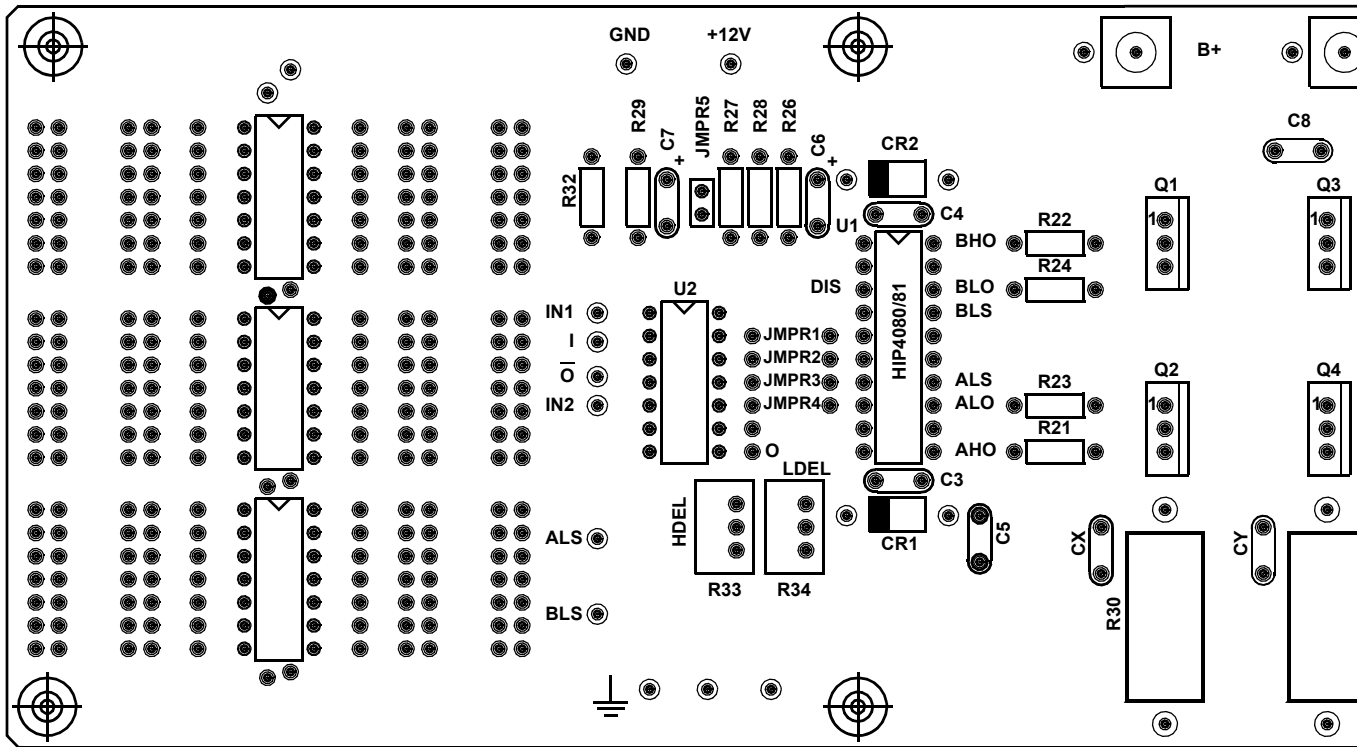 GND
+12V
B+
R29
C7
+
JMPR5
R27
R28
R26
C6
+
CR2
C8
R32
U1
C4
Q1
1
Q3
1
BHO
R22
DIS
BLO
R24
BLS
HIP4080/81
U2
IN1
I
O
IN2
JMPR1
JMPR2
JMPR3
JMPR4
O
ALS
ALO
R23
AHO
R21
Q2
1
Q4
1
LDEL
HDEL
C3
CR1
C5
CX
CY
R33
R34
ALS
BLS
R30